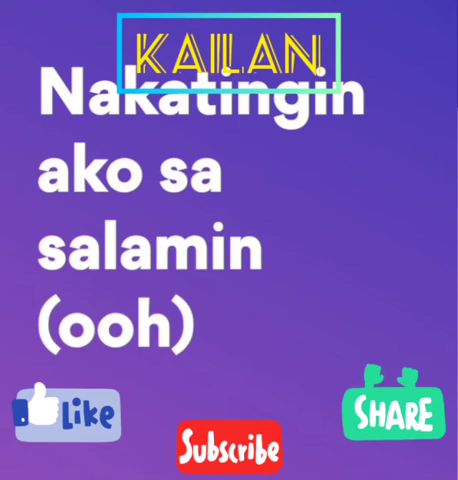 KAILAN
Nakatingin
ako sa
salamin
(ooh)
Like
SHARE
Subscribe